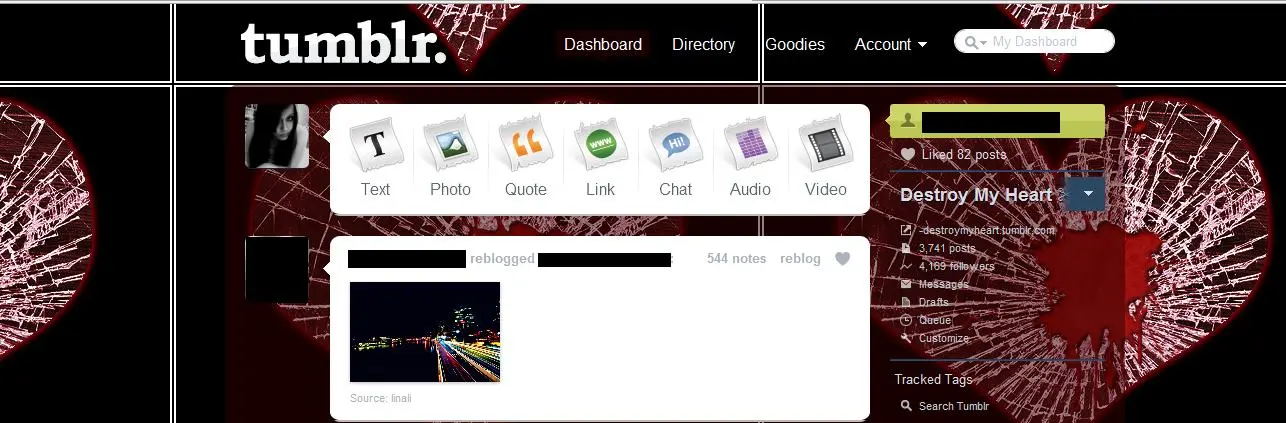 tumblr.
Dashboard Directory Goodies Account My Dashboard
T
www
Hi!
Text Photo Quote Link Chat Audio Video
Liked 82 posts
Destroy My Heart
-destroymyheart.tumblr.com
3,741 posts
4,169 followers
Messages
Drafts
Queue
Customize
Tracked Tags
Search Tumblr
reblogged : 544 notes reblog
Source: linali